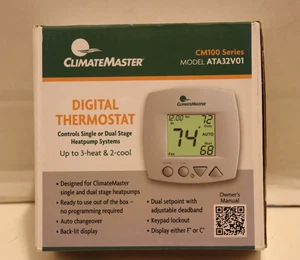 CLIMATEMASTER
CM100 Series
MODEL ATA32V01
DIGITAL
THERMOSTAT
Controls Single or Dual Stage
Heatpump Systems
Up to 3-heat & 2-cool
12:00
72
74°
AUTO
68
CLIMATEMASTER
• Designed for ClimateMaster
single and dual stage heatpumps
• Ready to use out of the box –
no programming required
• Auto changeover
• Back-lit display
• Dual setpoint with
adjustable deadband
• Keypad lockout
• Display either F° or C°
Owner's
Manual